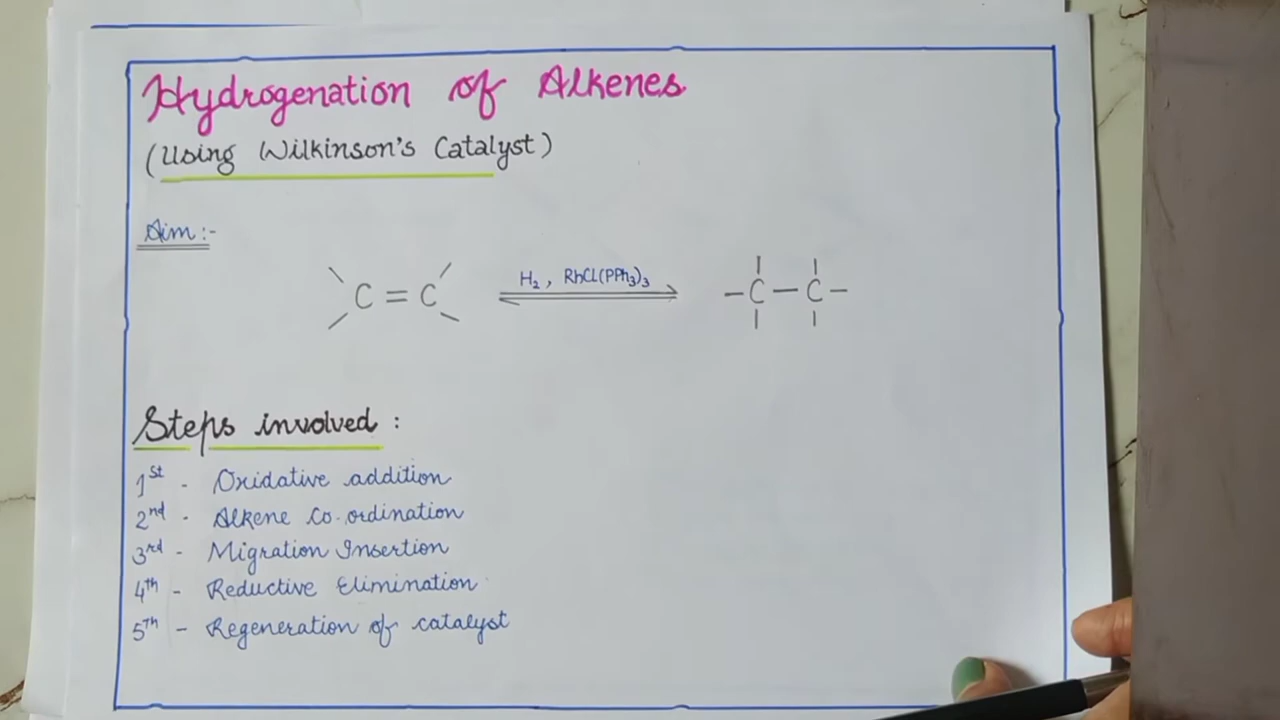 Hydrogenation of Alkenes
(Using Wilkinson's Catalyst)
Aim :-
C = C
H₂ , RhCl(PPh₃)₃
- C - C -
Steps involved :
1st - Oxidative addition
2nd - Alkene Co-ordination
3rd - Migration Insertion
4th - Reductive Elimination
5th - Regeneration of catalyst